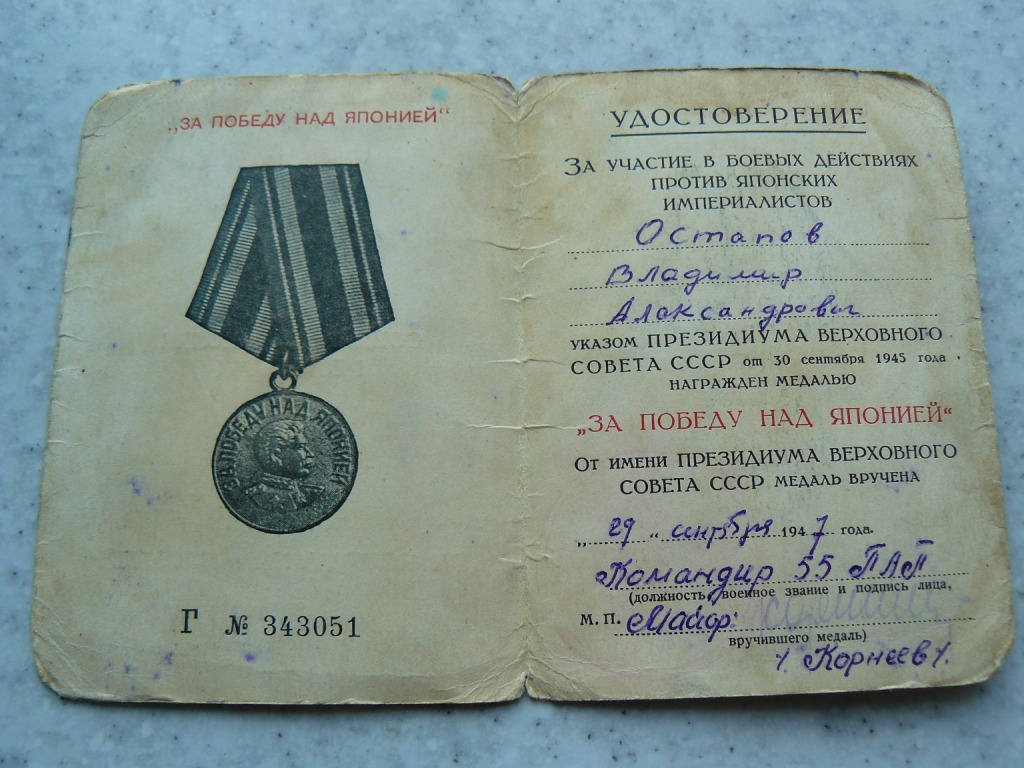 „ЗА ПОБЕДУ НАД ЯПОНИЕЙ“
ЗА ПОБЕДУ НАД ЯПОНИЕЙ
Г № 343051
УДОСТОВЕРЕНИЕ
ЗА УЧАСТИЕ В БОЕВЫХ ДЕЙСТВИЯХ
ПРОТИВ ЯПОНСКИХ
ИМПЕРИАЛИСТОВ
Остапов
Владимир
Александрович
УКАЗОМ ПРЕЗИДИУМА ВЕРХОВНОГО
СОВЕТА СССР от 30 сентября 1945 года
НАГРАЖДЕН МЕДАЛЬЮ
„ЗА ПОБЕДУ НАД ЯПОНИЕЙ“
ОТ ИМЕНИ ПРЕЗИДИУМА ВЕРХОВНОГО
СОВЕТА СССР МЕДАЛЬ ВРУЧЕНА
„29„ сентября 1947 года.
Командир 55 ПАП
(должность, военное звание и подпись лица,
М. П. Майор:
вручившего медаль)
/ Корнеев /.